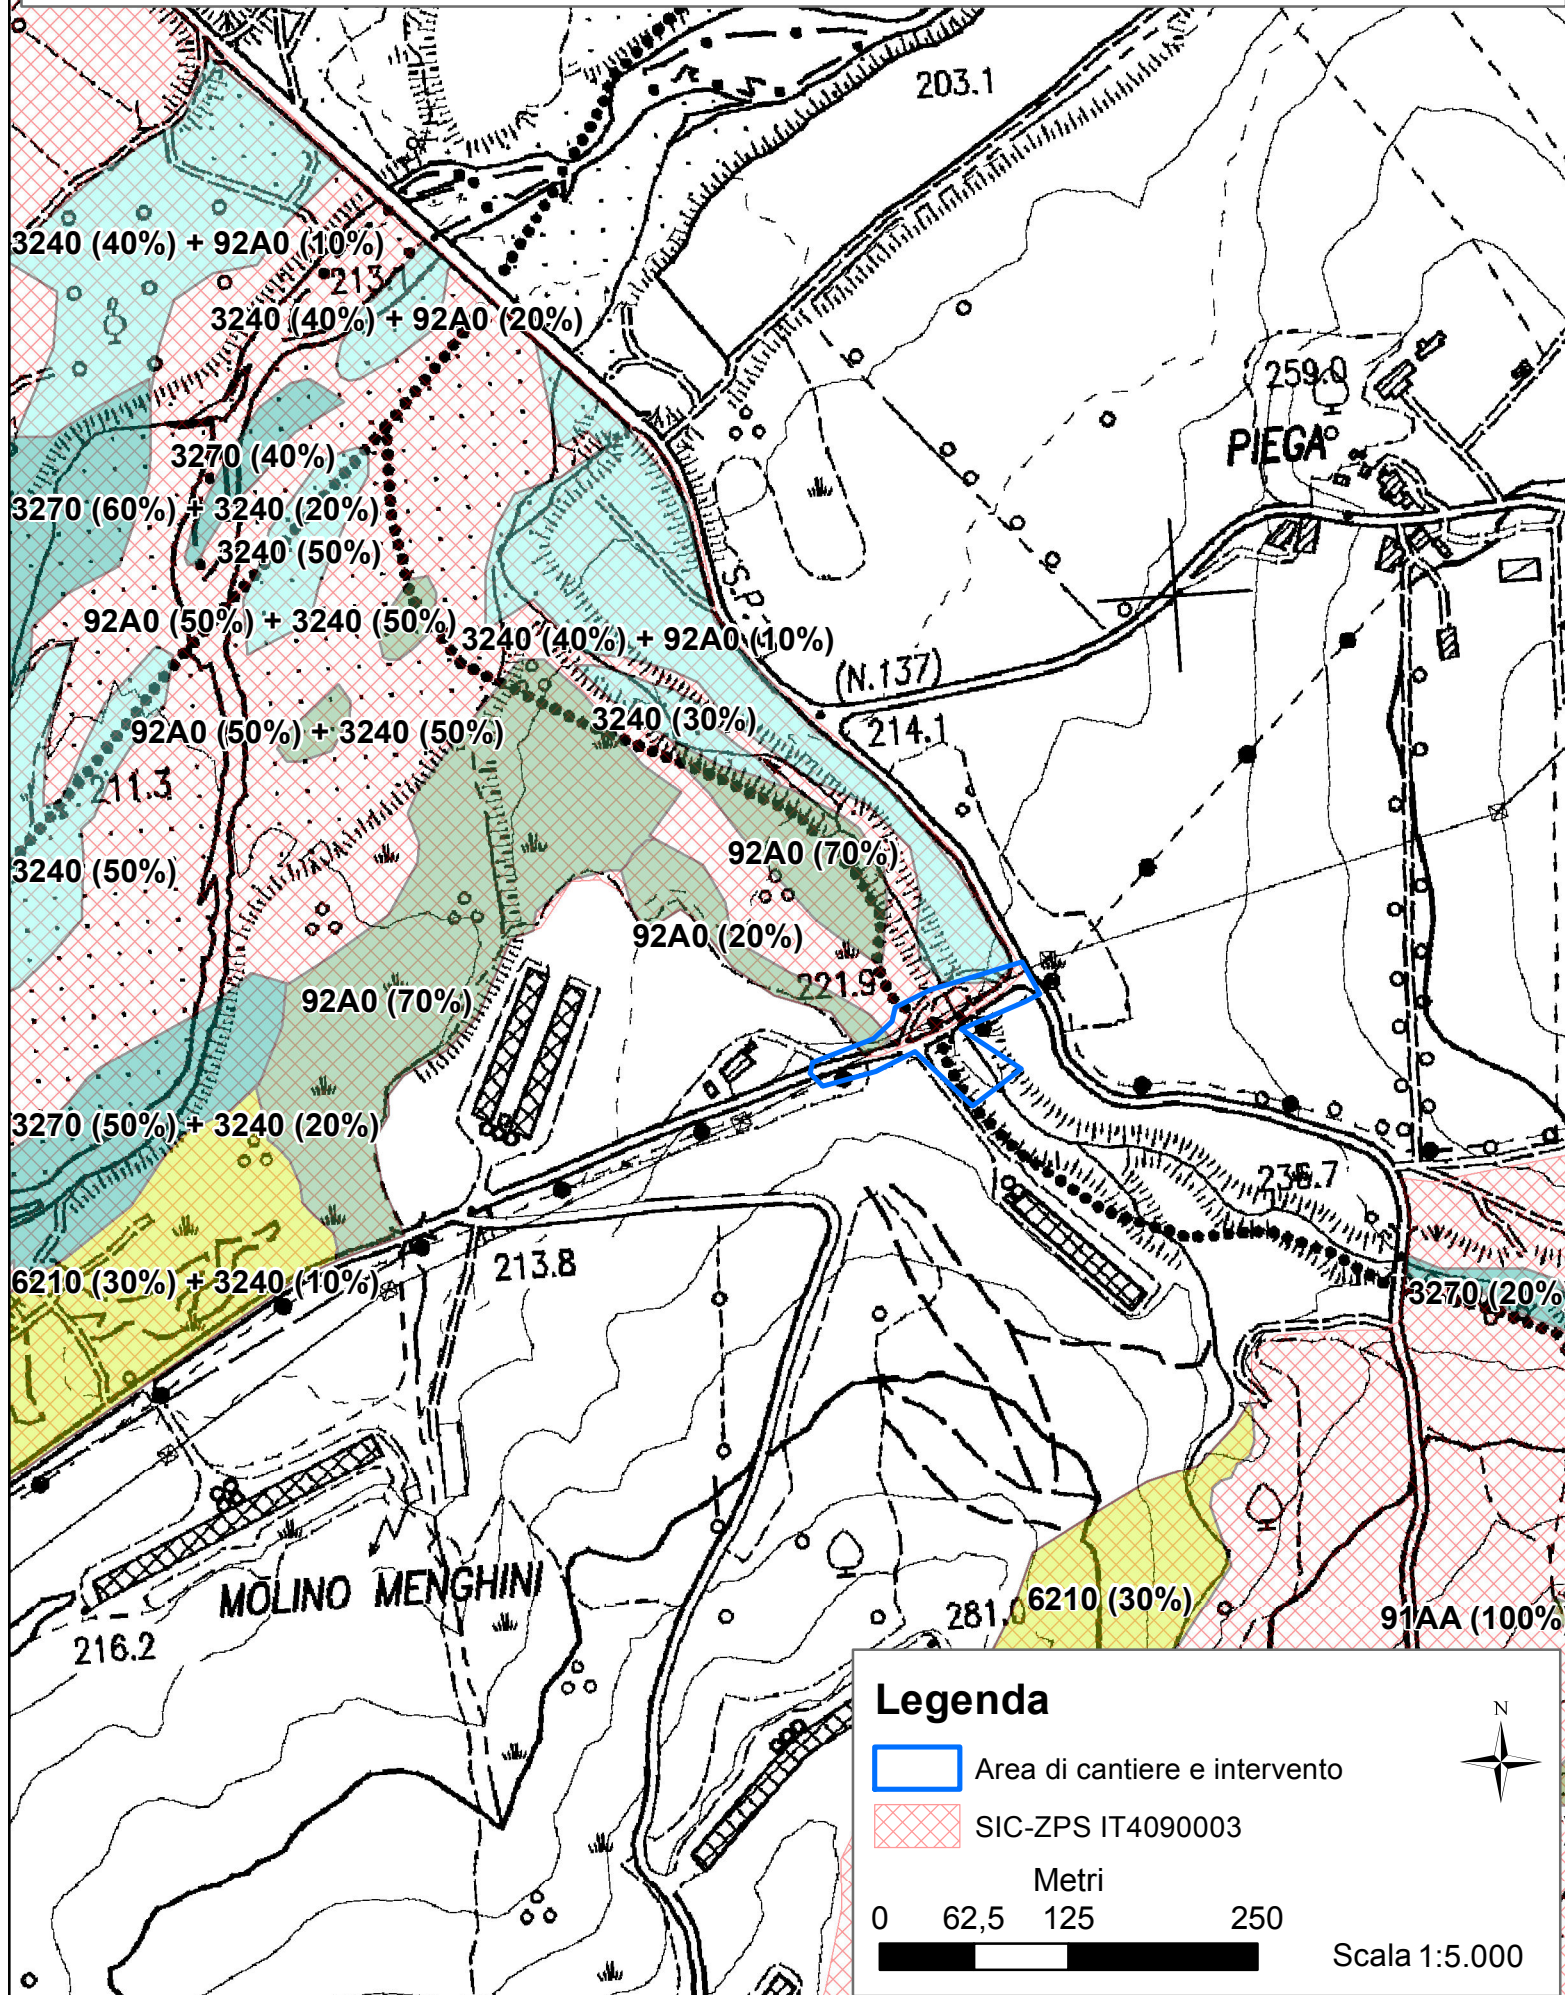 203.1
3240 (40%) + 92A0 (10%)
213.
3240 (40%) + 92A0 (20%)
259.0
PIEGA
3270 (40%)
3270 (60%) + 3240 (20%)
3240 (50%)
S.P.
92A0 (50%) + 3240 (50%)
3240 (40%) + 92A0 (10%)
(N.137)
92A0 (50%) + 3240 (50%)
3240 (30%)
214.1
211.3
3240 (50%)
92A0 (70%)
92A0 (20%)
221.9
92A0 (70%)
3270 (50%) + 3240 (20%)
213.8
6210 (30%) + 3240 (10%)
3270 (20%
MOLINO MENGHINI
216.2
281.0
6210 (30%)
91AA (100%
Legenda
N
Area di cantiere e intervento
SIC-ZPS IT4090003
Metri
0 62,5 125 250
Scala 1:5.000